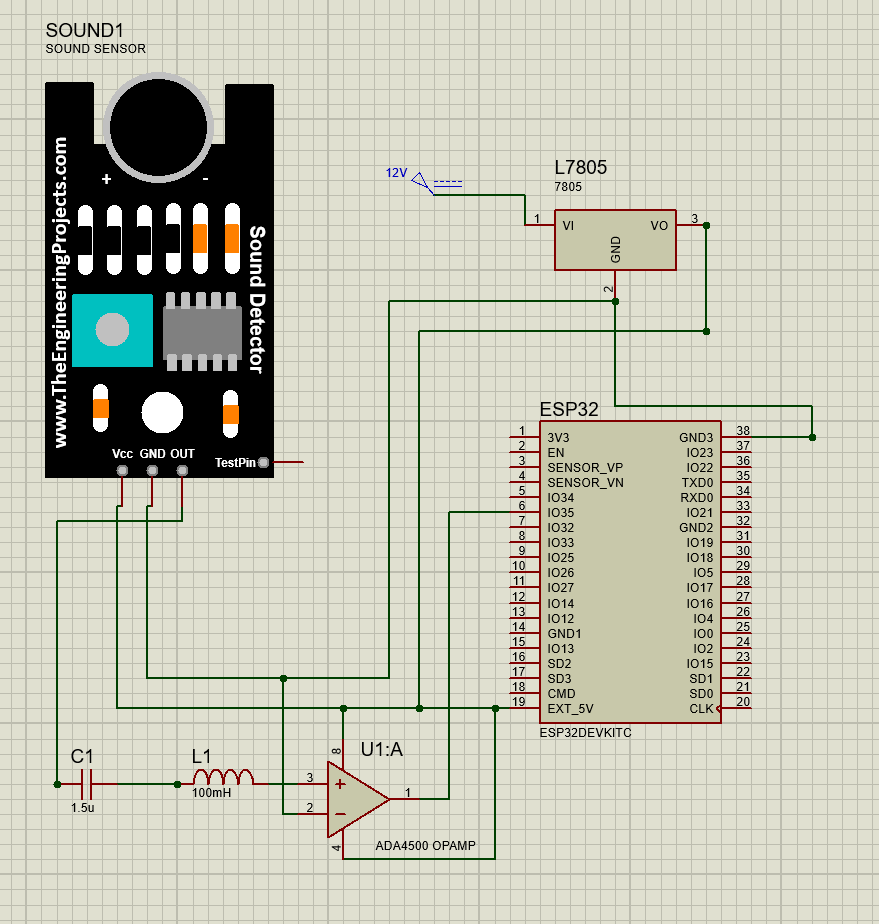 SOUND1
SOUND SENSOR
www.TheEngineeringProjects.com
+ -
Sound Detector
Vcc GND OUT
TestPin
12V
L7805
7805
1 VI VO 3
GND
2
ESP32
1 3V3 GND3 38
2 EN IO23 37
3 SENSOR_VP IO22 36
4 SENSOR_VN TXD0 35
5 IO34 RXD0 34
6 IO35 IO21 33
7 IO32 GND2 32
8 IO33 IO19 31
9 IO25 IO18 30
10 IO26 IO5 29
11 IO27 IO17 28
12 IO14 IO16 27
13 IO12 IO4 26
14 GND1 IO0 25
15 IO13 IO2 24
16 SD2 IO15 23
17 SD3 SD1 22
18 CMD SD0 21
19 EXT_5V CLK 20
ESP32DEVKITC
C1
1.5u
L1
100mH
U1:A
8
3 +
1
2 −
4
ADA4500 OPAMP